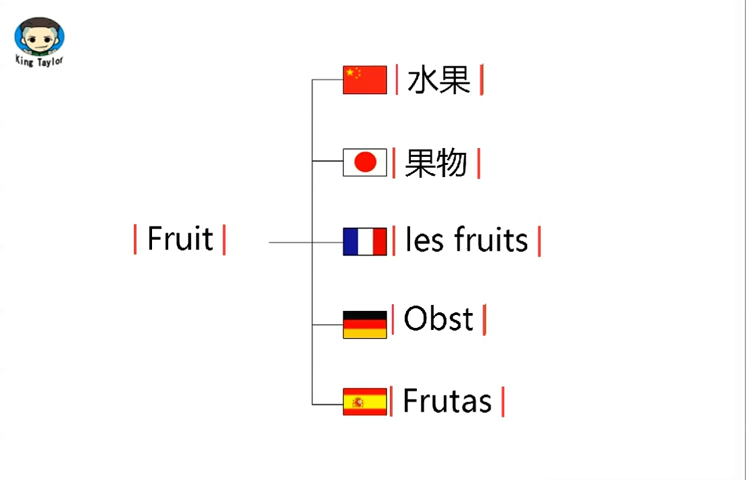 King Taylor
水果
果物
Fruit
les fruits
Obst
Frutas